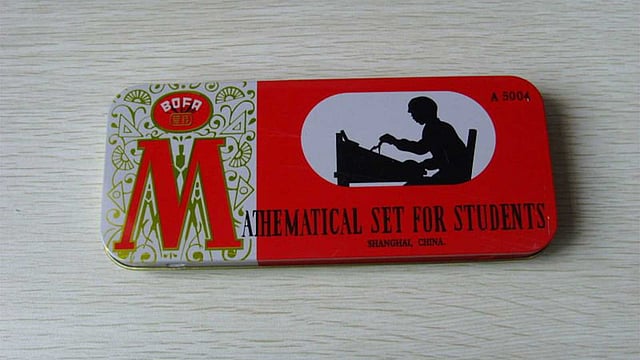 BOFA
A 5004
MATHEMATICAL SET FOR STUDENTS
SHANGHAI, CHINA.